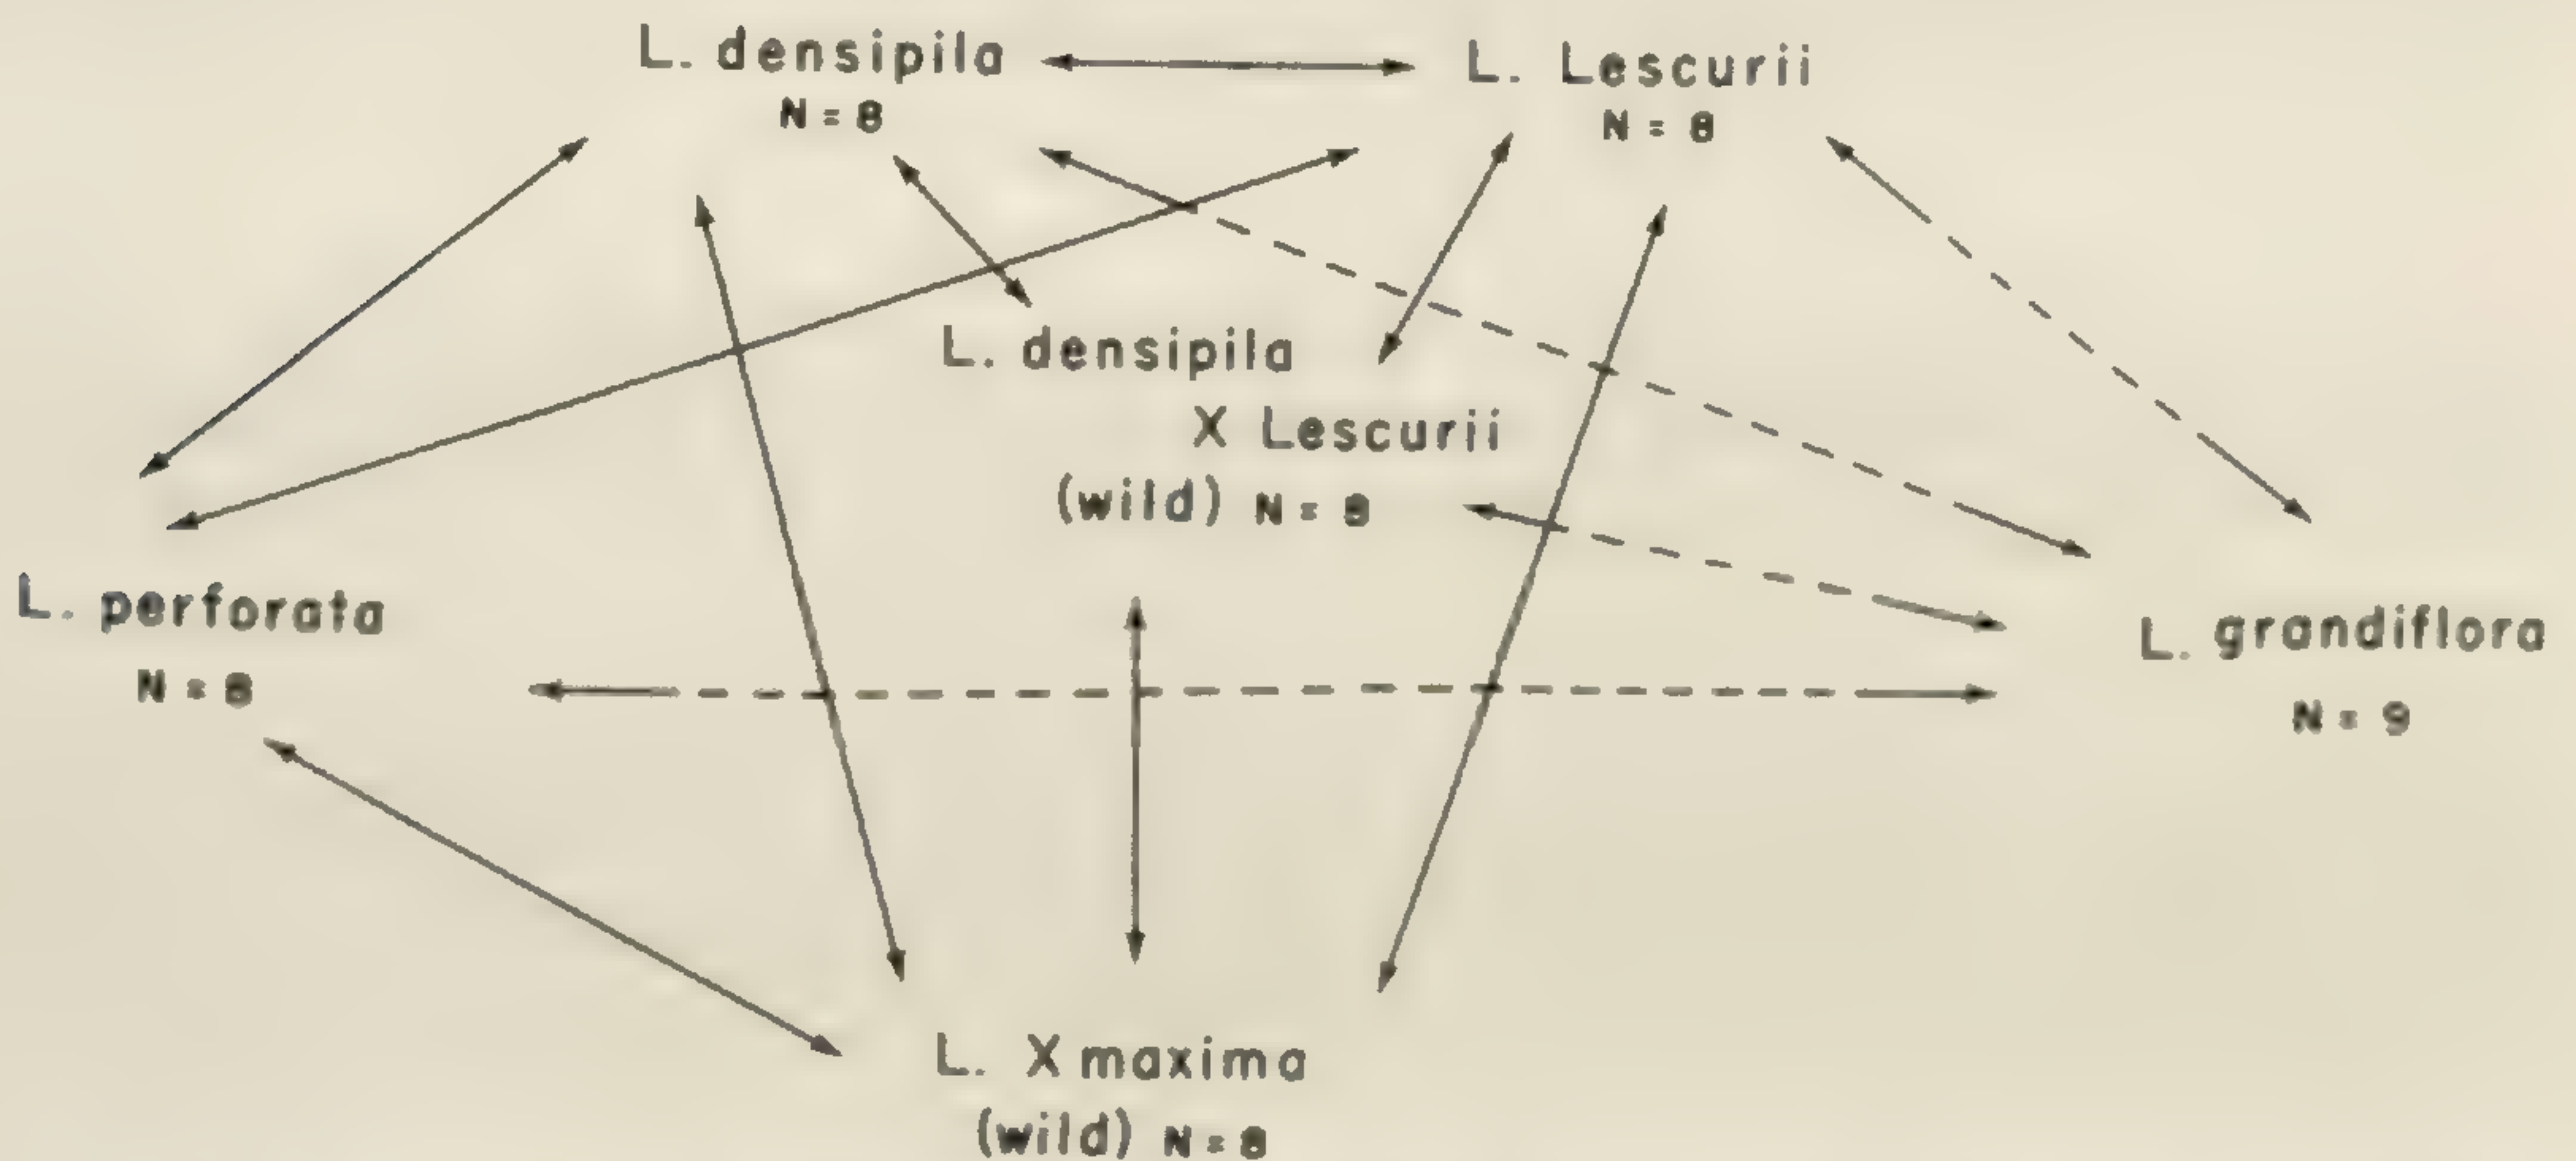 L. densipila
N = 8
L. Lescurii
N = 8
L. densipila
X Lescurii
(wild) N = 8
L. perforata
N = 8
L. grandiflora
N = 9
L. X maxima
(wild) N = 8